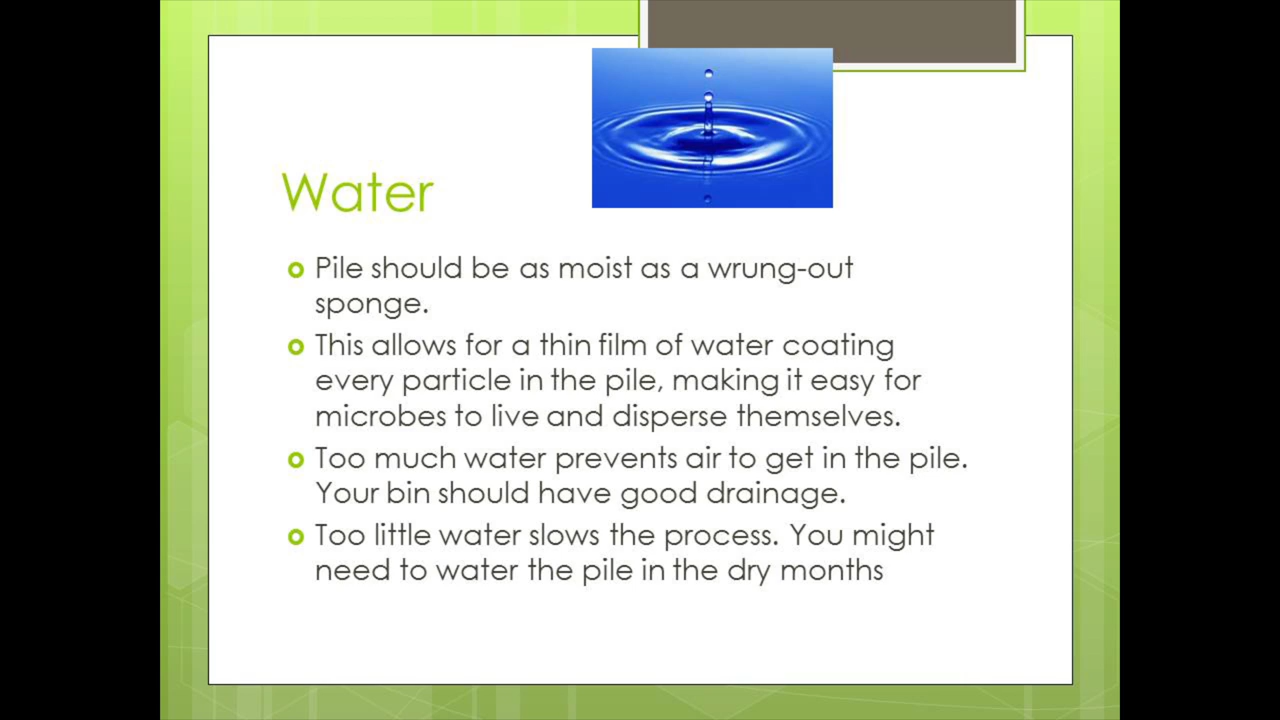 Water
Pile should be as moist as a wrung-out
sponge.
This allows for a thin film of water coating
every particle in the pile, making it easy for
microbes to live and disperse themselves.
Too much water prevents air to get in the pile.
Your bin should have good drainage.
Too little water slows the process. You might
need to water the pile in the dry months